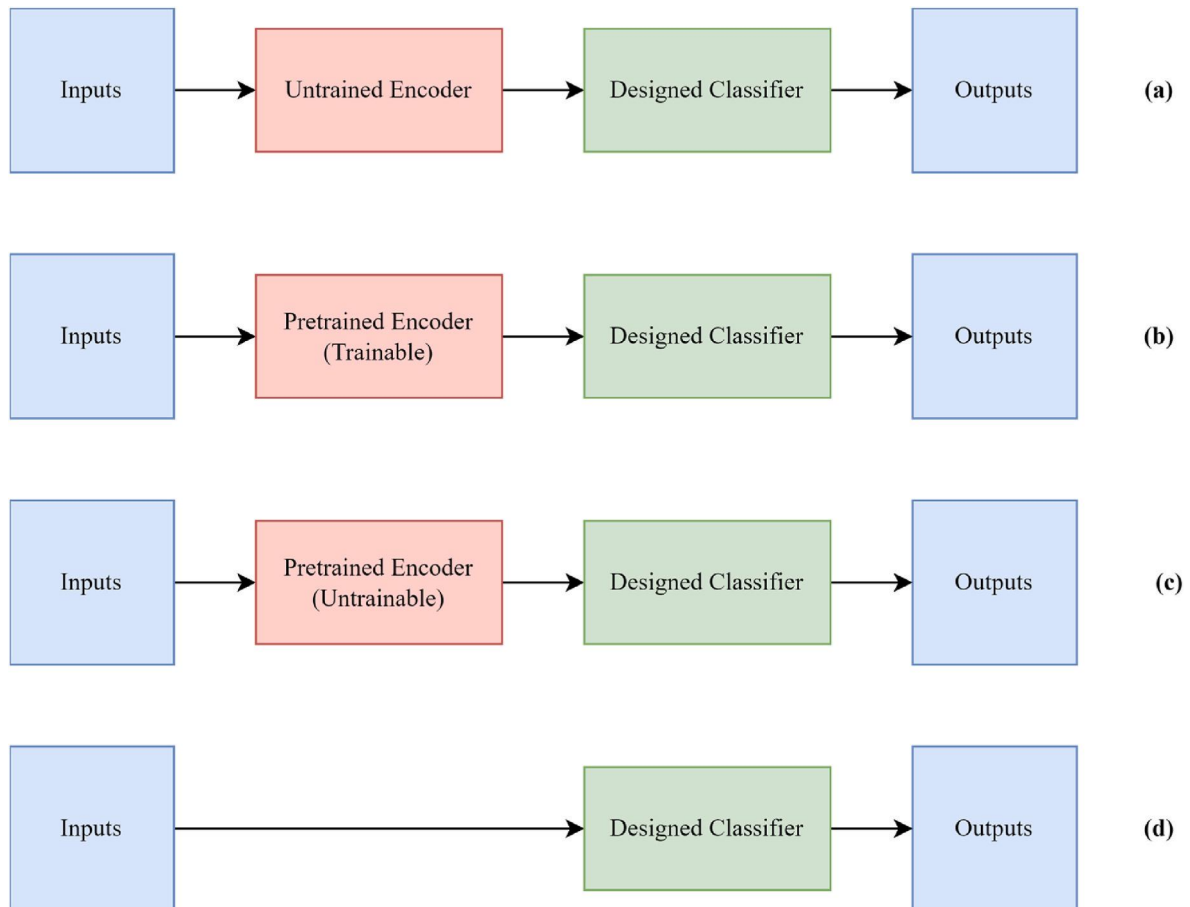 Inputs
Untrained Encoder
Designed Classifier
Outputs
(a)
Inputs
Pretrained Encoder
(Trainable)
Designed Classifier
Outputs
(b)
Inputs
Pretrained Encoder
(Untrainable)
Designed Classifier
Outputs
(c)
Inputs
Designed Classifier
Outputs
(d)